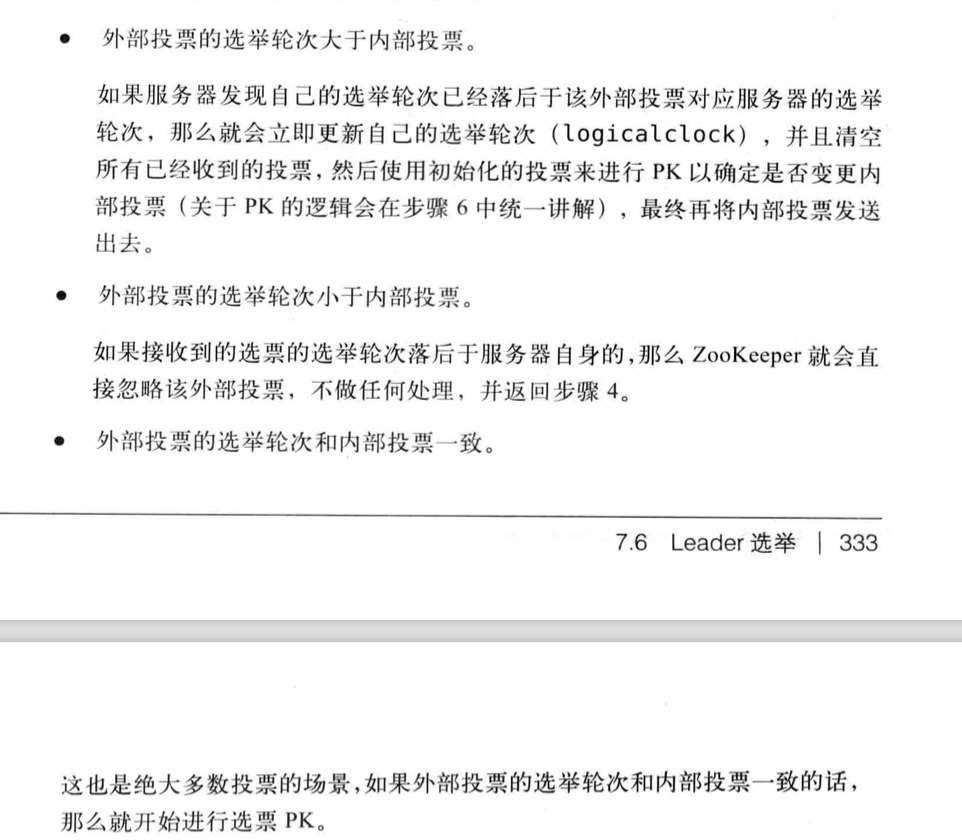 • 外部投票的选举轮次大于内部投票。
如果服务器发现自己的选举轮次已经落后于该外部投票对应服务器的选举
轮次，那么就会立即更新自己的选举轮次（logicalclock），并且清空
所有已经收到的投票，然后使用初始化的投票来进行 PK 以确定是否变更内
部投票（关于 PK 的逻辑会在步骤 6 中统一讲解），最终再将内部投票发送
出去。
• 外部投票的选举轮次小于内部投票。
如果接收到的选票的选举轮次落后于服务器自身的，那么 ZooKeeper 就会直
接忽略该外部投票，不做任何处理，并返回步骤 4。
• 外部投票的选举轮次和内部投票一致。
7.6 Leader 选举 | 333
这也是绝大多数投票的场景，如果外部投票的选举轮次和内部投票一致的话，
那么就开始进行选票 PK。